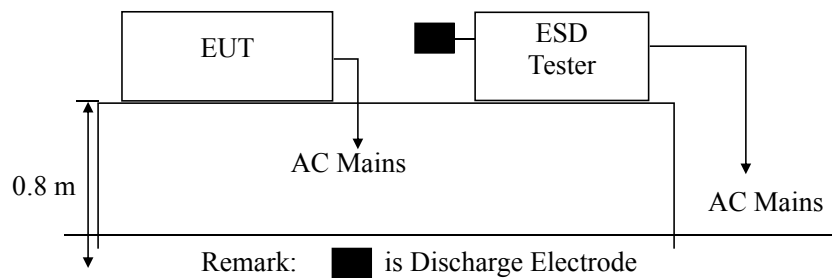 EUT
ESD
Tester
AC Mains
0.8 m
AC Mains
Remark: is Discharge Electrode